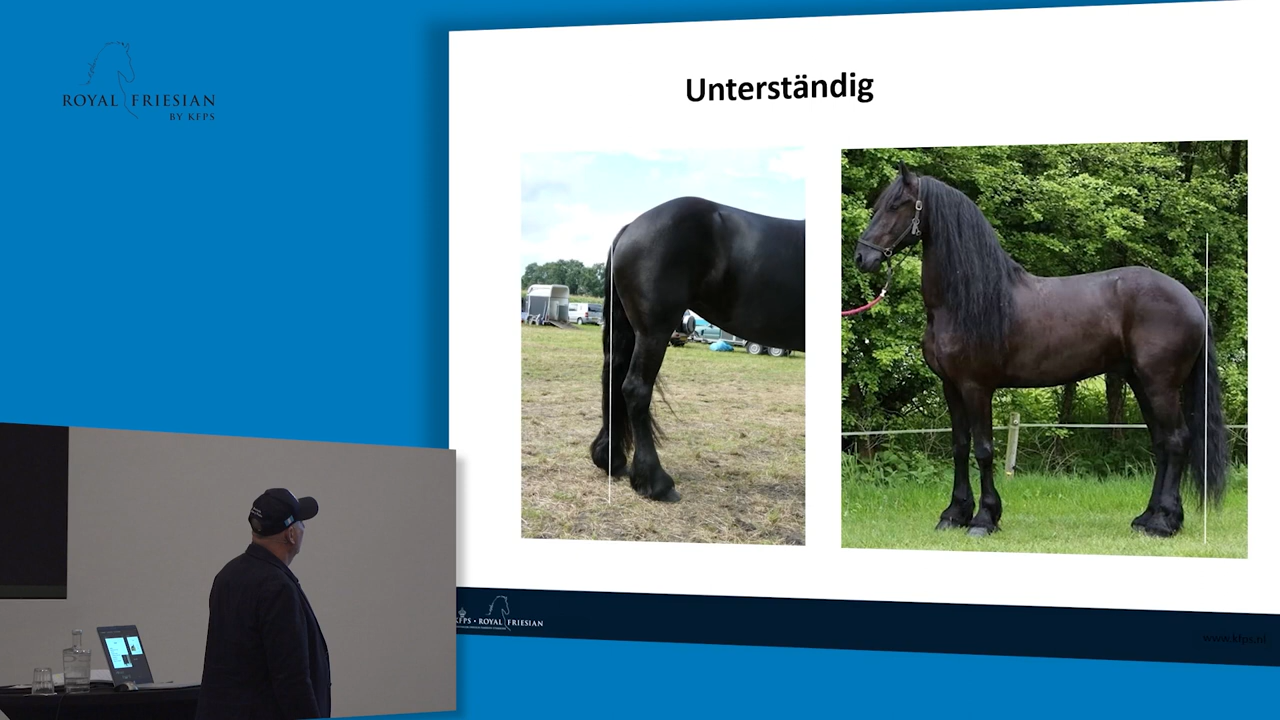 ROYAL FRIESIAN
BY KFPS
Unterständig
KFPS • ROYAL FRIESIAN
www.kfps.nl